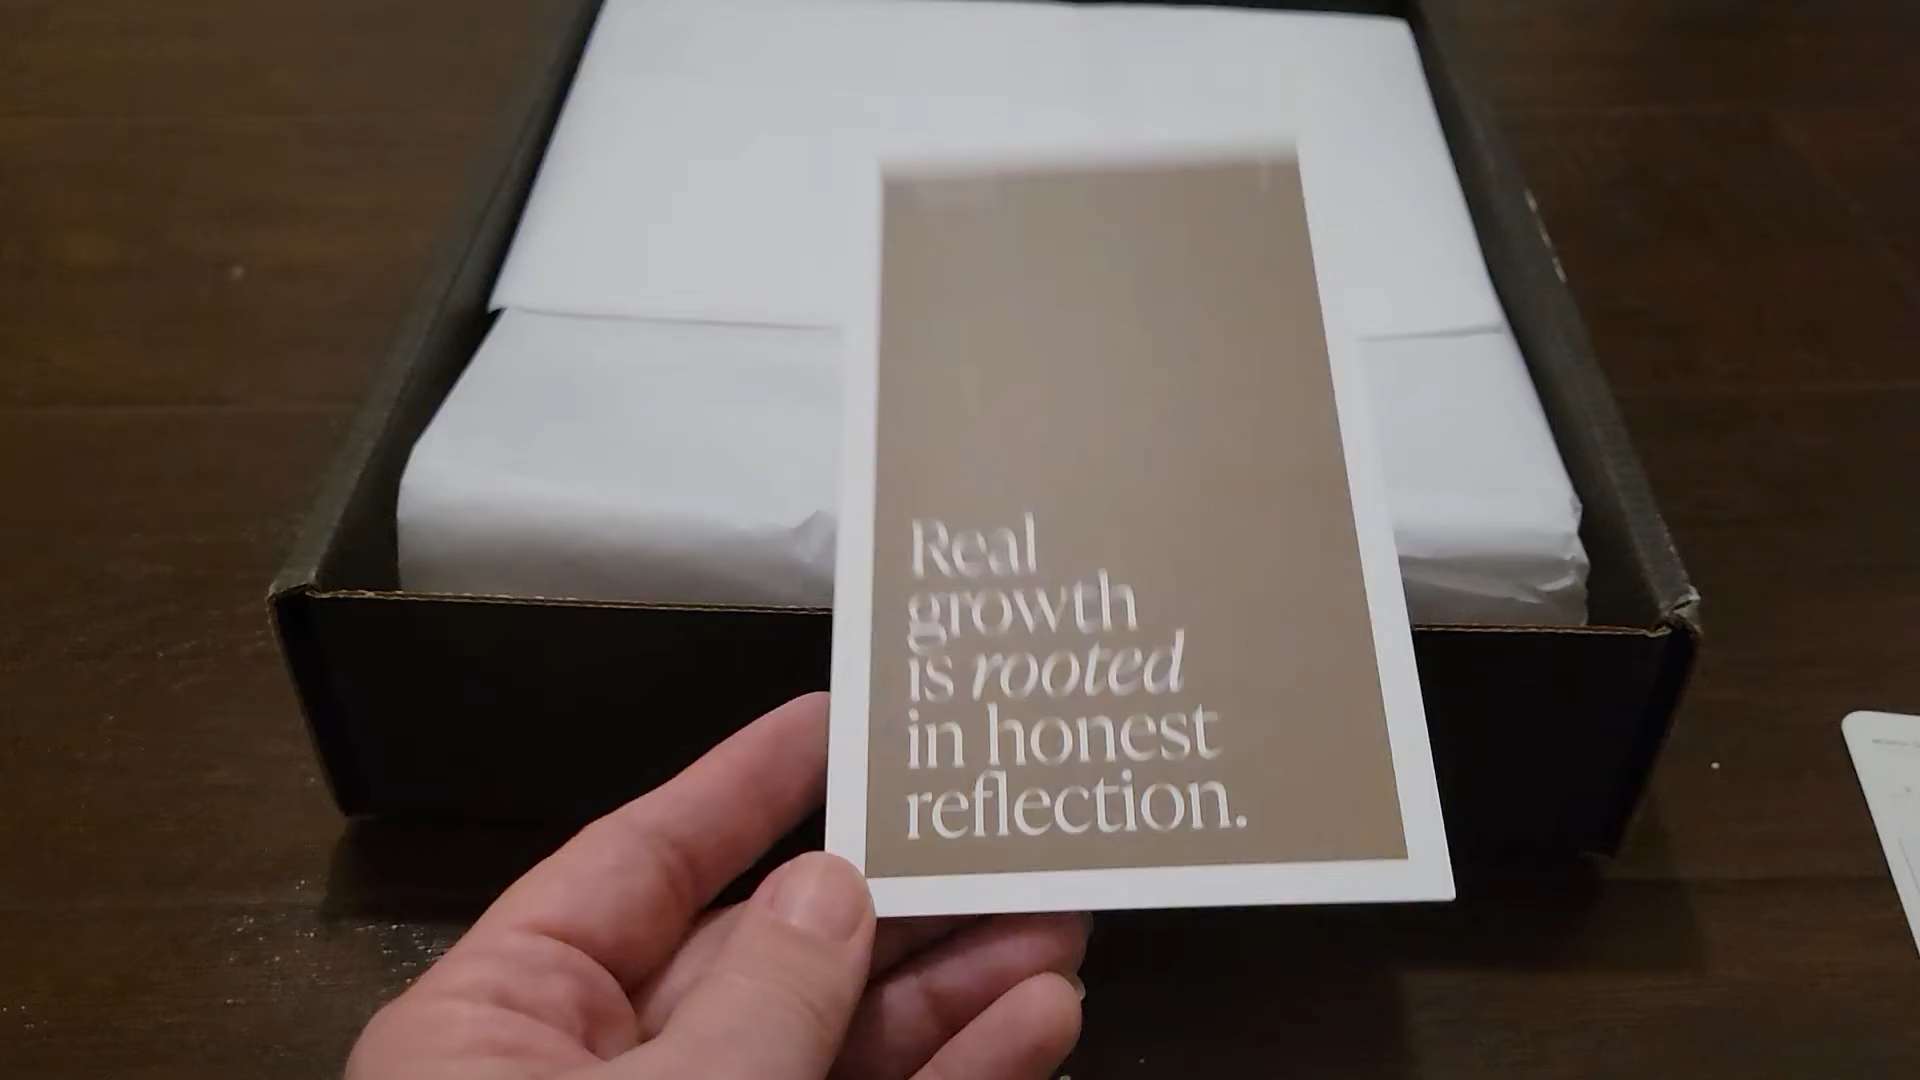 Real
growth
is rooted
in honest
reflection.